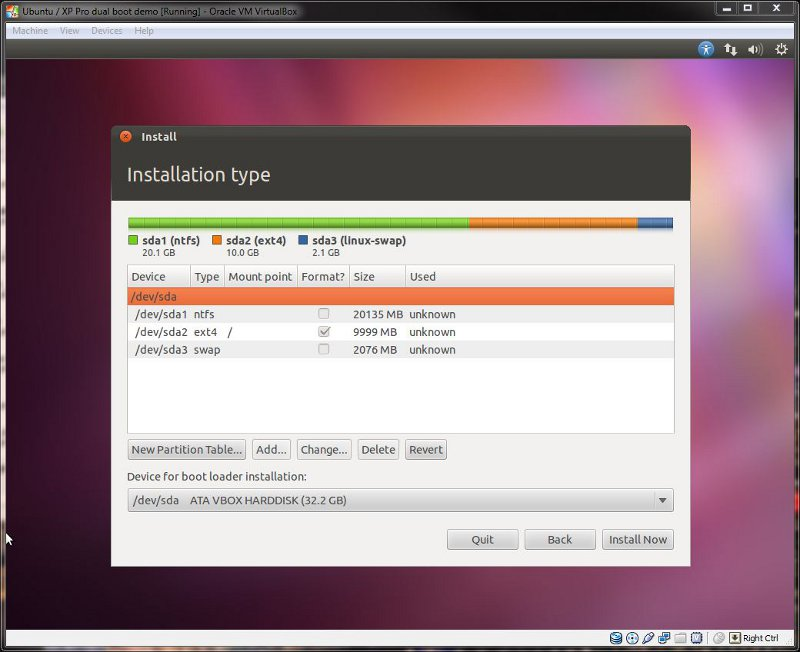 Ubuntu / XP Pro dual boot demo [Running] - Oracle VM VirtualBox
Machine View Devices Help
Install
Installation type
sda1 (ntfs) sda2 (ext4) sda3 (linux-swap)
20.1 GB 10.0 GB 2.1 GB
Device Type Mount point Format? Size Used
/dev/sda
/dev/sda1 ntfs 20135 MB unknown
/dev/sda2 ext4 / 9999 MB unknown
/dev/sda3 swap 2076 MB unknown
New Partition Table... Add... Change... Delete Revert
Device for boot loader installation:
/dev/sda ATA VBOX HARDDISK (32.2 GB)
Quit Back Install Now
Right Ctrl